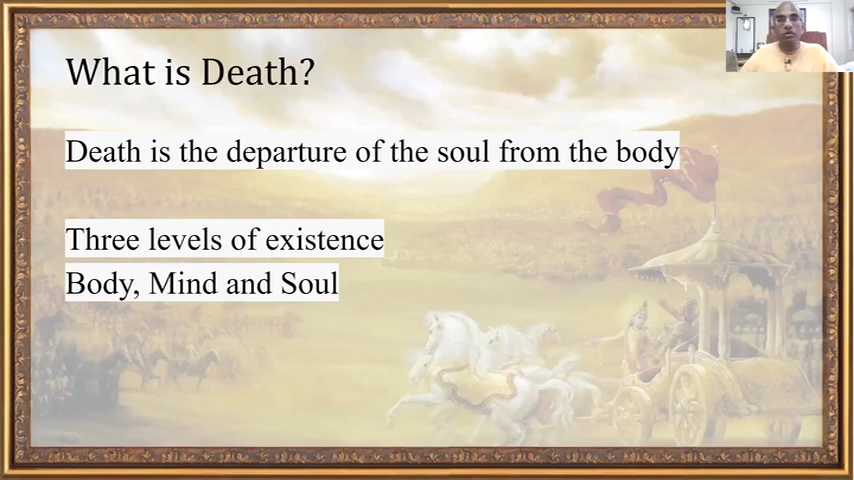 What is Death?
Death is the departure of the soul from the body
Three levels of existence
Body, Mind and Soul